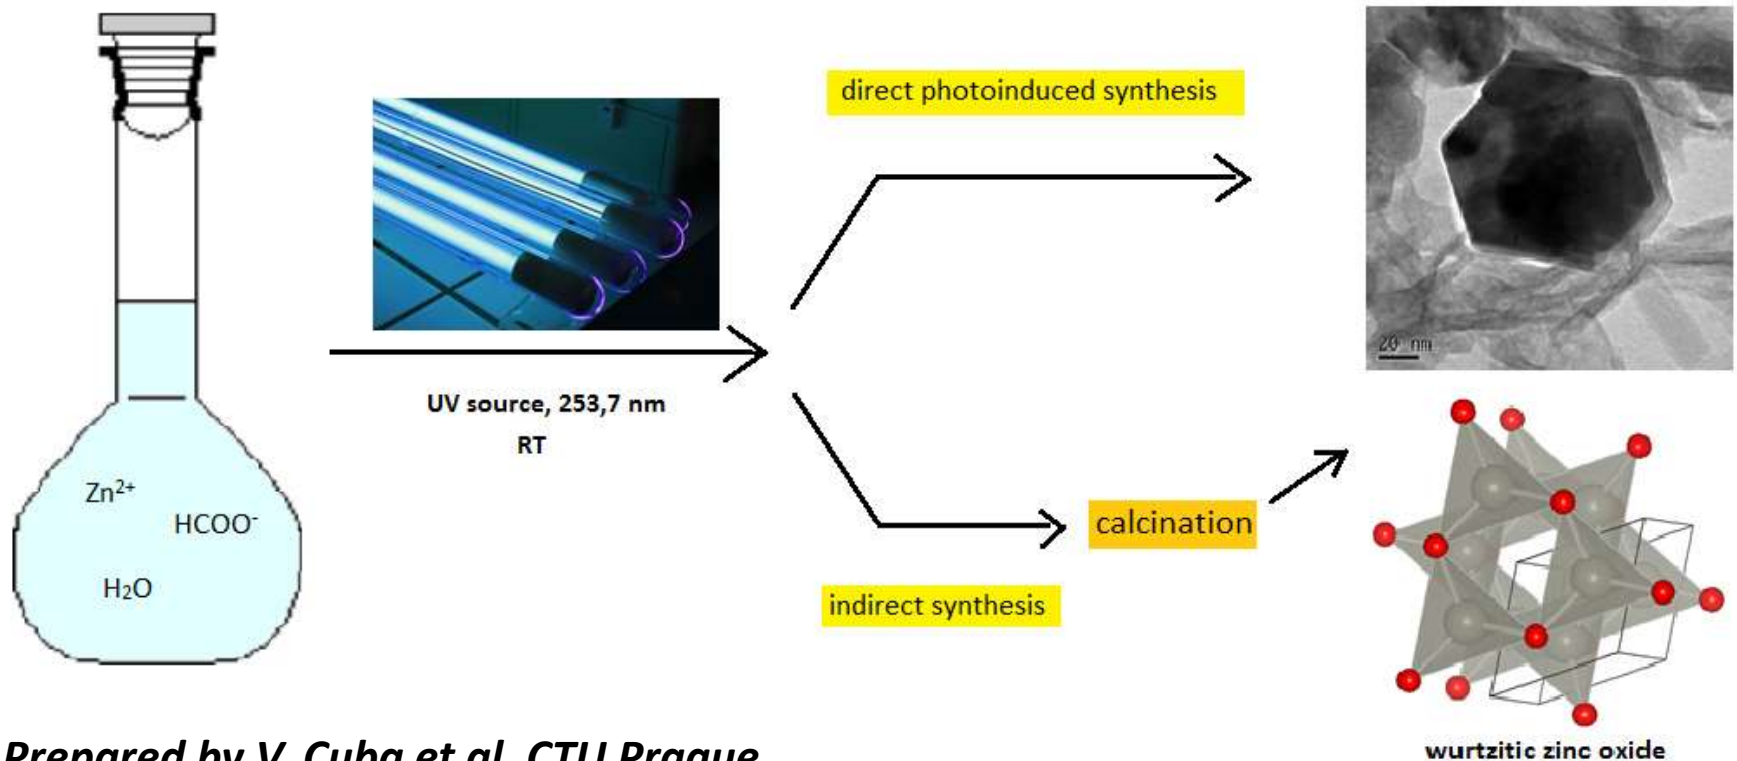 direct photoinduced synthesis
20 nm
UV source, 253,7 nm
RT
Zn²⁺
HCOO⁻
H₂O
calcination
indirect synthesis
Prepared by V. Cuba et al, CTU Prague
wurtzitic zinc oxide